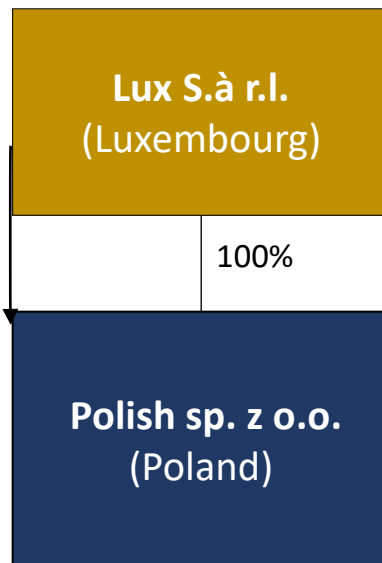 Lux S.à r.l.
(Luxembourg)
100%
Polish sp. z o.o.
(Poland)